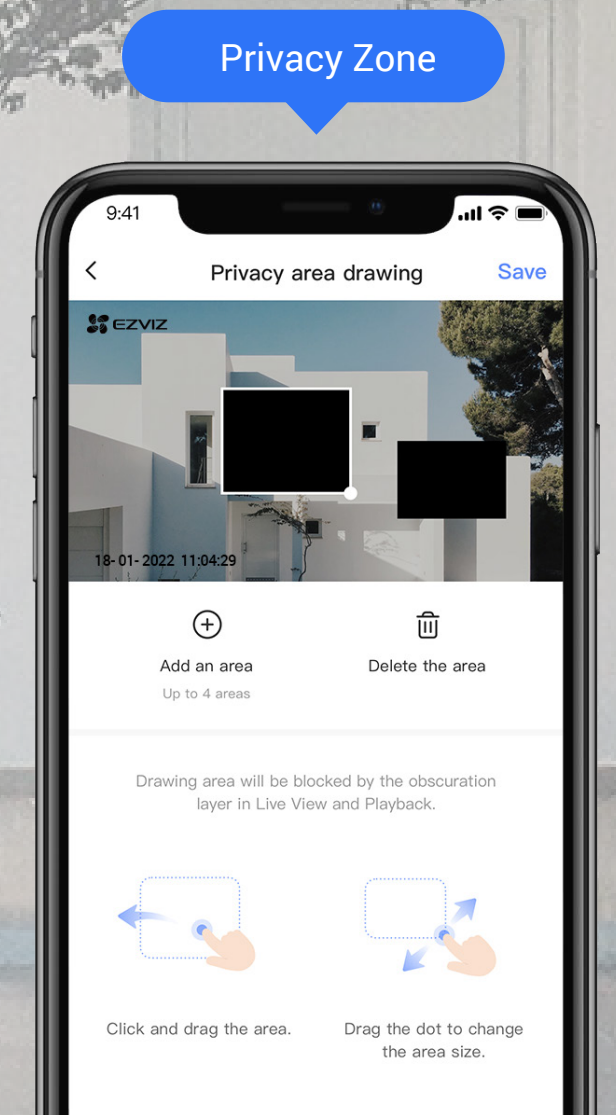 Privacy Zone
9:41
Privacy area drawing
Save
EZVIZ
18-01-2022 11:04:29
Add an area
Delete the area
Up to 4 areas
Drawing area will be blocked by the obscuration
layer in Live View and Playback.
Click and drag the area.
Drag the dot to change
the area size.